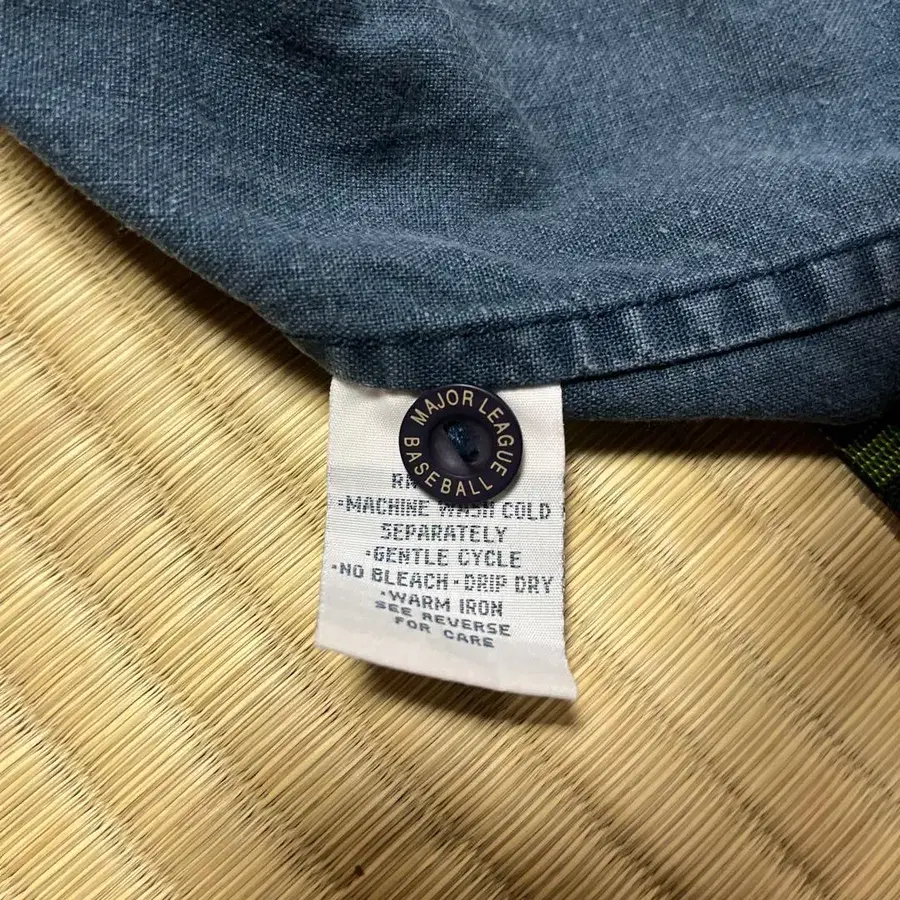 MAJOR LEAGUE
BASEBALL
RN
·MACHINE WASH COLD
SEPARATELY
·GENTLE CYCLE
·NO BLEACH·DRIP DRY
·WARM IRON
SEE REVERSE
FOR CARE